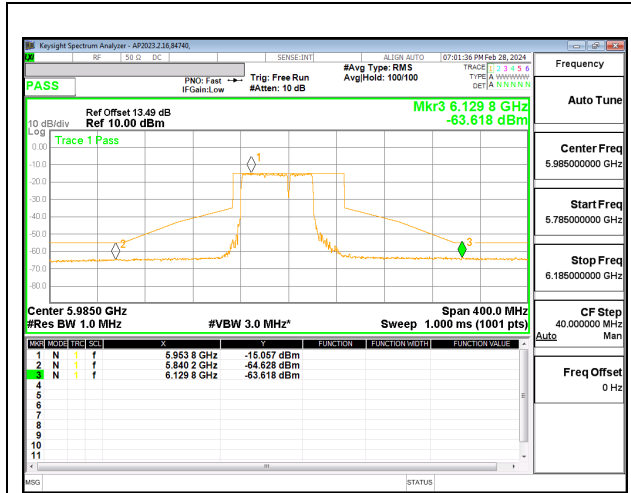 Keysight Spectrum Analyzer - AP2023.2.16,84740,
RF 50 Ω DC SENSE:INT ALIGN AUTO 07:01:36 PM Feb 28, 2024
PNO: Fast IFGain:Low Trig: Free Run #Atten: 10 dB #Avg Type: RMS Avg|Hold: 100/100 TRACE 1 2 3 4 5 6
TYPE A WWWWW
DET A N N N N N
PASS
Ref Offset 13.49 dB
Ref 10.00 dBm
10 dB/div
Log
Mkr3 6.129 8 GHz
-63.618 dBm
Trace 1 Pass
0.00
-10.0
-20.0
-30.0
-40.0
-50.0
-60.0
-70.0
-80.0
1
2
3
Center 5.9850 GHz Span 400.0 MHz
#Res BW 1.0 MHz #VBW 3.0 MHz* Sweep 1.000 ms (1001 pts)
MKR MODE TRC SCL X Y FUNCTION FUNCTION WIDTH FUNCTION VALUE
1 N 1 f 5.953 8 GHz -15.057 dBm
2 N 1 f 5.840 2 GHz -64.628 dBm
3 N 1 f 6.129 8 GHz -63.618 dBm
4
5
6
7
8
9
10
11
MSG STATUS
Frequency
Auto Tune
Center Freq
5.985000000 GHz
Start Freq
5.785000000 GHz
Stop Freq
6.185000000 GHz
CF Step
40.000000 MHz
Auto Man
Freq Offset
0 Hz